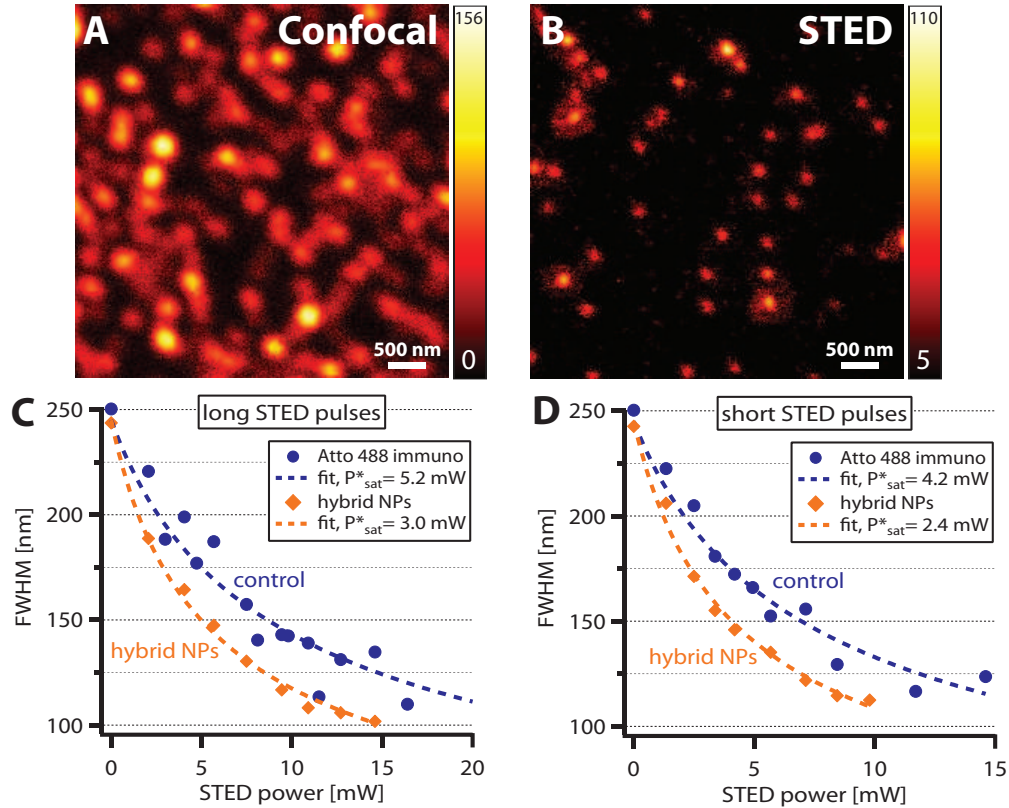 A Confocal
156
0
500 nm
B STED
110
5
500 nm
C
long STED pulses
Atto 488 immuno
fit, P*sat= 5.2 mW
hybrid NPs
fit, P*sat= 3.0 mW
control
hybrid NPs
FWHM [nm]
250
200
150
100
0 5 10 15 20
STED power [mW]
D
short STED pulses
Atto 488 immuno
fit, P*sat= 4.2 mW
hybrid NPs
fit, P*sat= 2.4 mW
control
hybrid NPs
FWHM [nm]
250
200
150
100
0 5 10 15
STED power [mW]